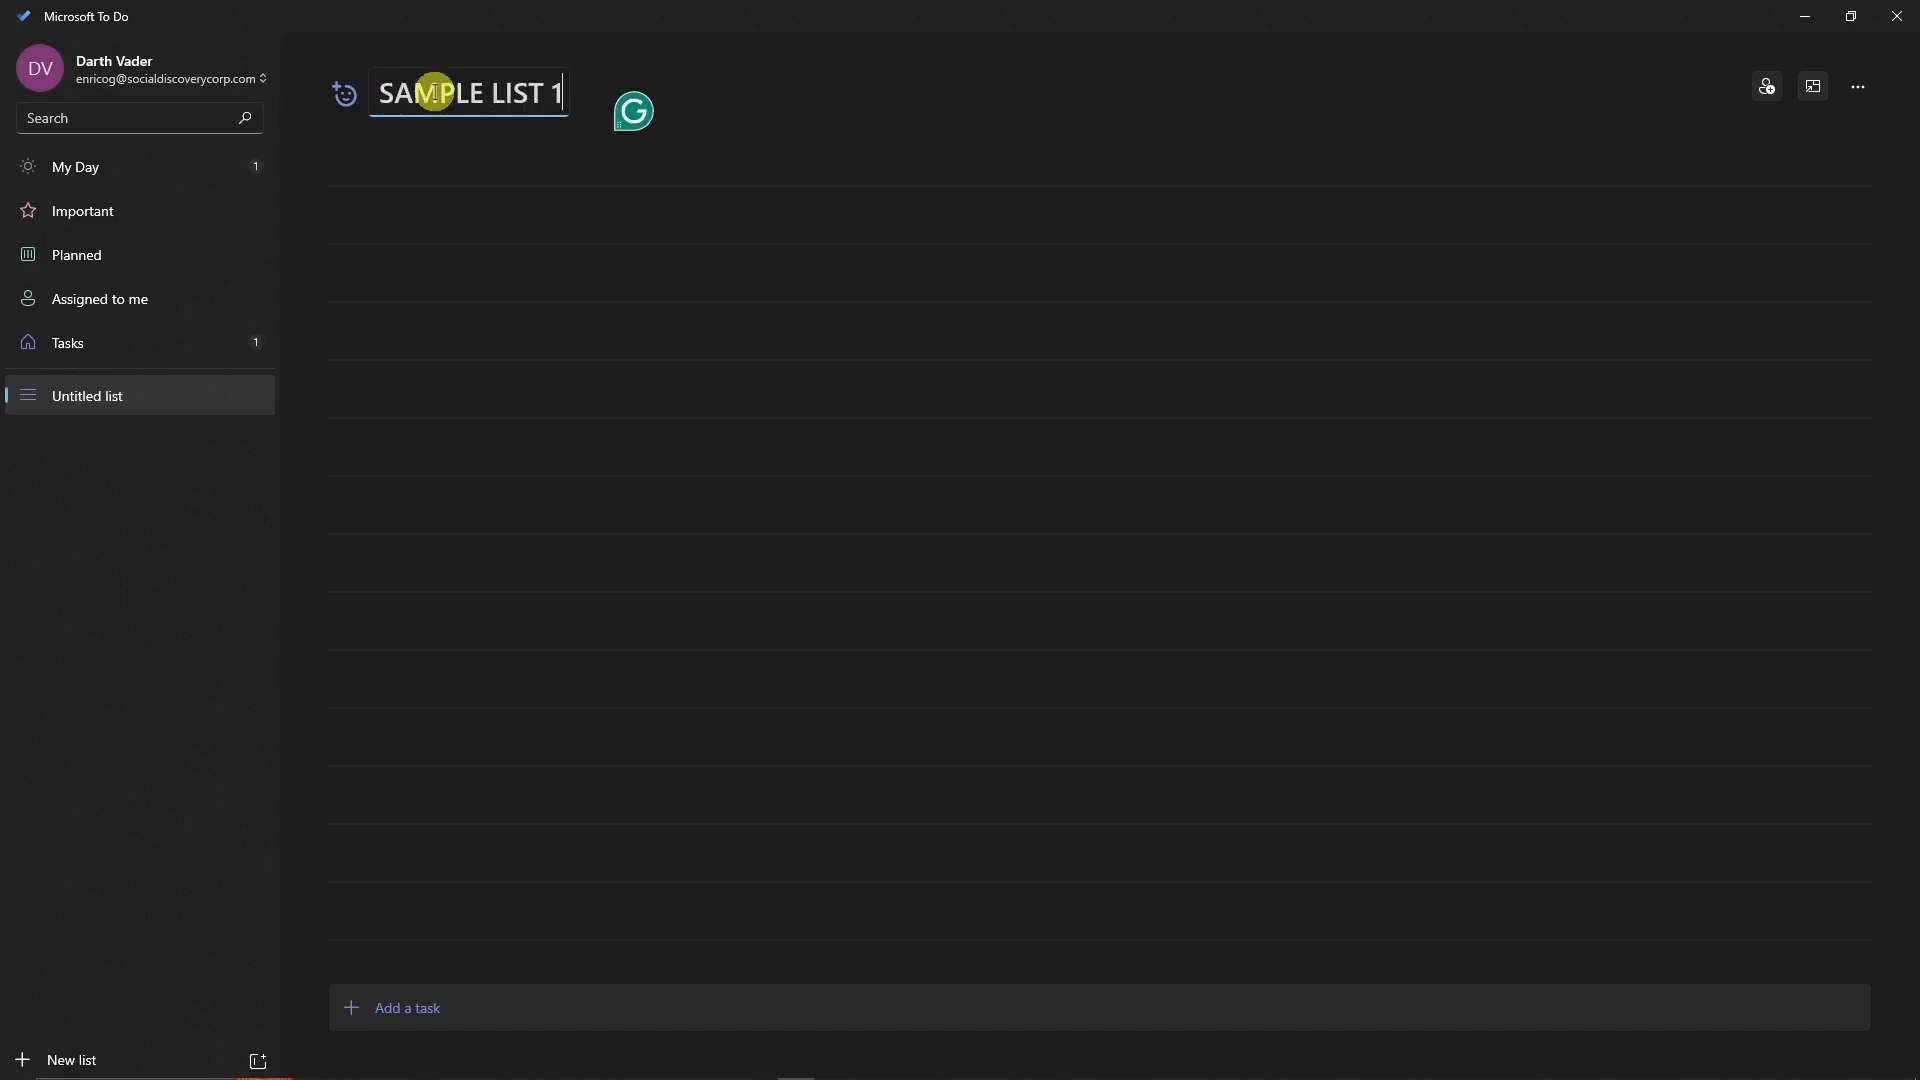 Microsoft To Do
DV
Darth Vader
enricog@socialdiscoverycorp.com
Search
My Day 1
Important
Planned
Assigned to me
Tasks 1
Untitled list
SAMPLE LIST 1
G
Add a task
New list